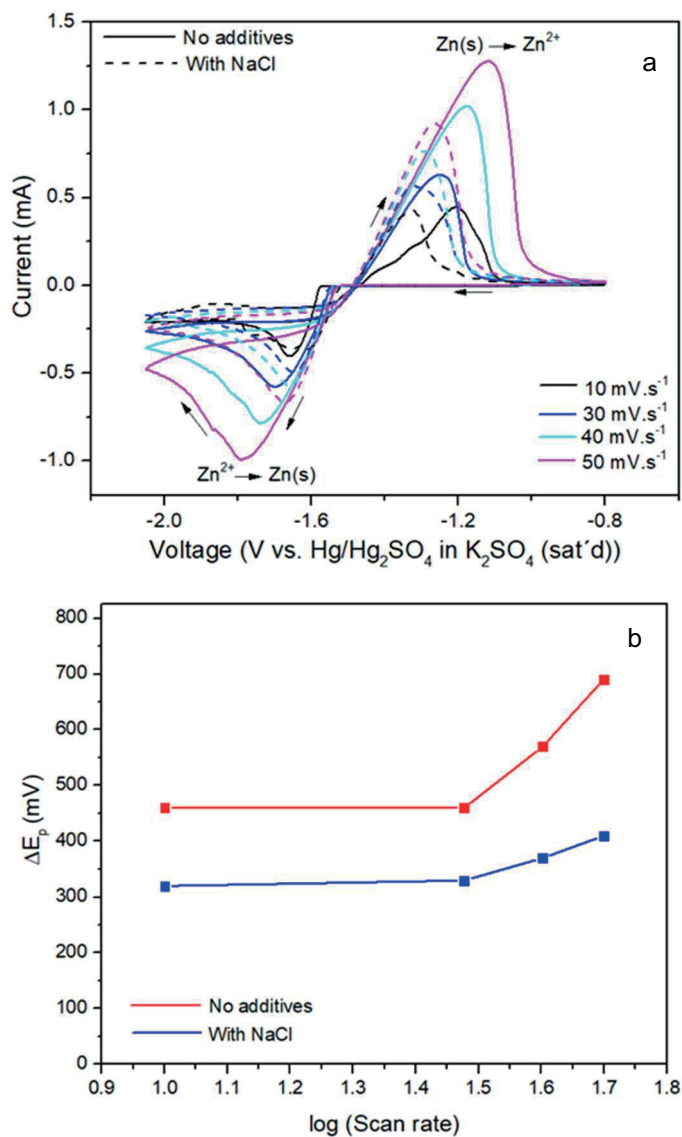 a
No additives
With NaCl
Zn(s) → Zn²⁺
1.5
1.0
0.5
0.0
-0.5
-1.0
Current (mA)
10 mV.s⁻¹
30 mV.s⁻¹
40 mV.s⁻¹
50 mV.s⁻¹
Zn²⁺ → Zn(s)
-2.0 -1.6 -1.2 -0.8
Voltage (V vs. Hg/Hg₂SO₄ in K₂SO₄ (sat´d))
b
800
700
600
500
400
300
200
100
0
ΔEₚ (mV)
No additives
With NaCl
0.9 1.0 1.1 1.2 1.3 1.4 1.5 1.6 1.7 1.8
log (Scan rate)